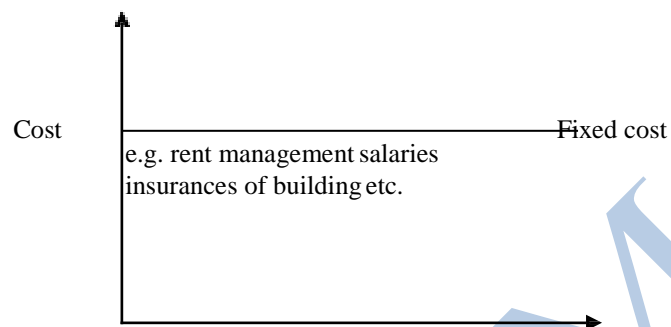 Cost
Fixed cost
e.g. rent management salaries
insurances of building etc.